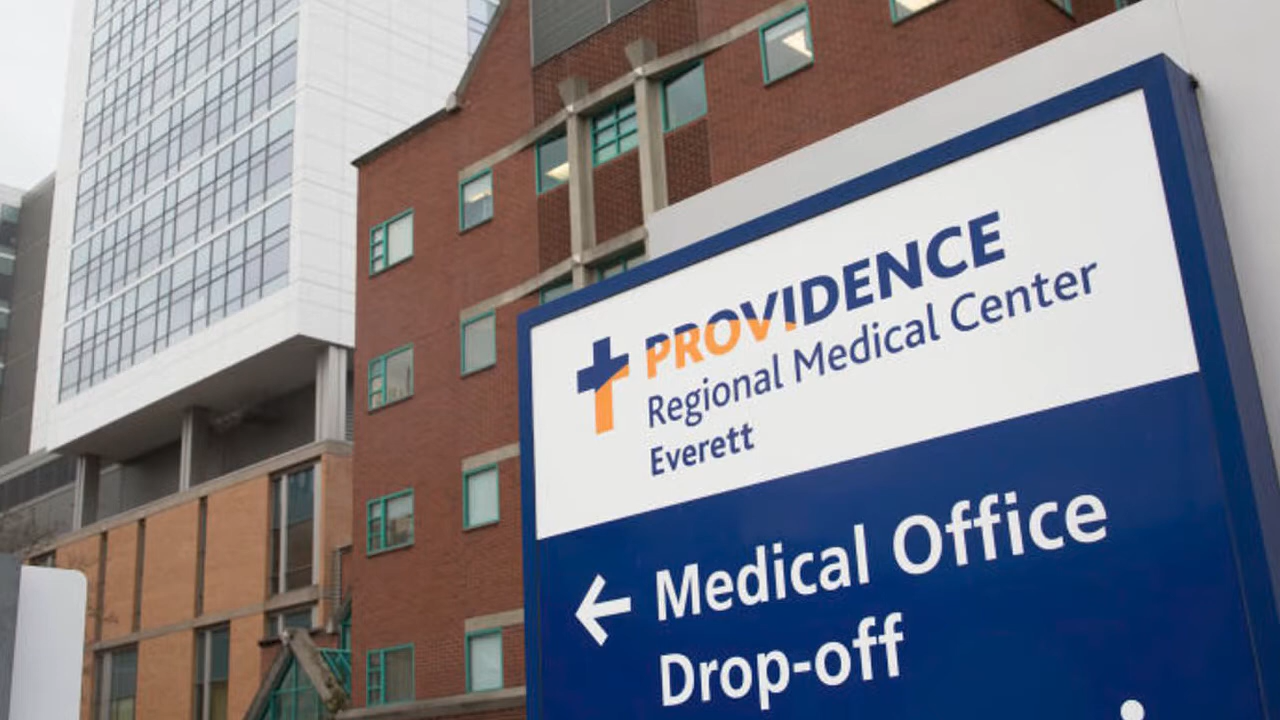 PROVIDENCE
Regional Medical Center
Everett
← Medical Office
Drop-off